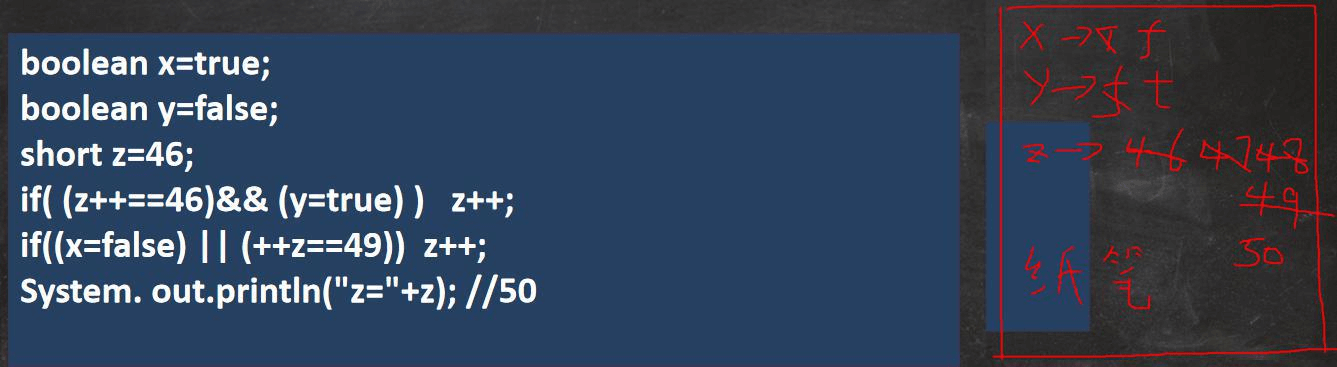 boolean x=true;
boolean y=false;
short z=46;
if( (z++==46)&& (y=true) )   z++;
if((x=false) || (++z==49))  z++;
System. out.println("z="+z); //50
X → t f
Y → f t
z → 46 47 48
49
50
纸 笔